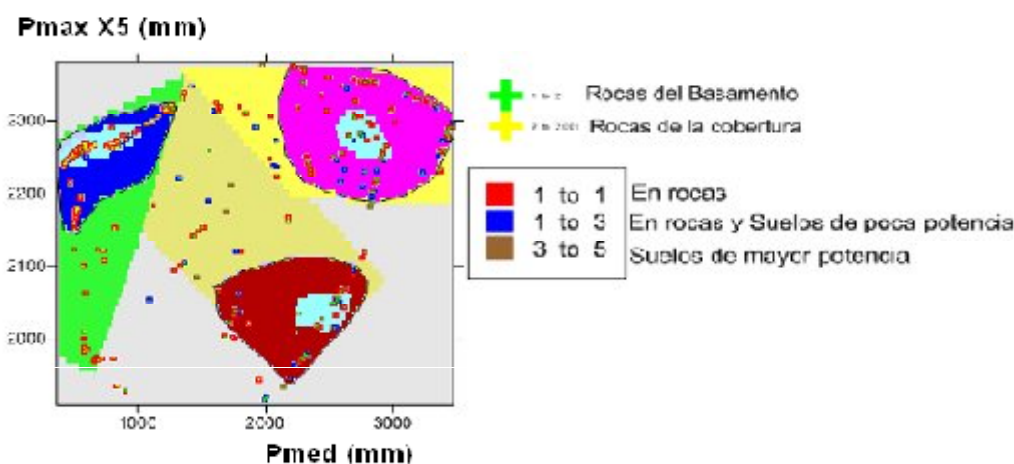 Pmax X5 (mm)
Rocas del Basamento
Rocas de la cobertura
2300
2200
2100
2000
1 to 1 En rocas
1 to 3 En rocas y Suelos de poca potencia
3 to 5 Suelos de mayor potencia
1000 2000 3000
Pmed (mm)